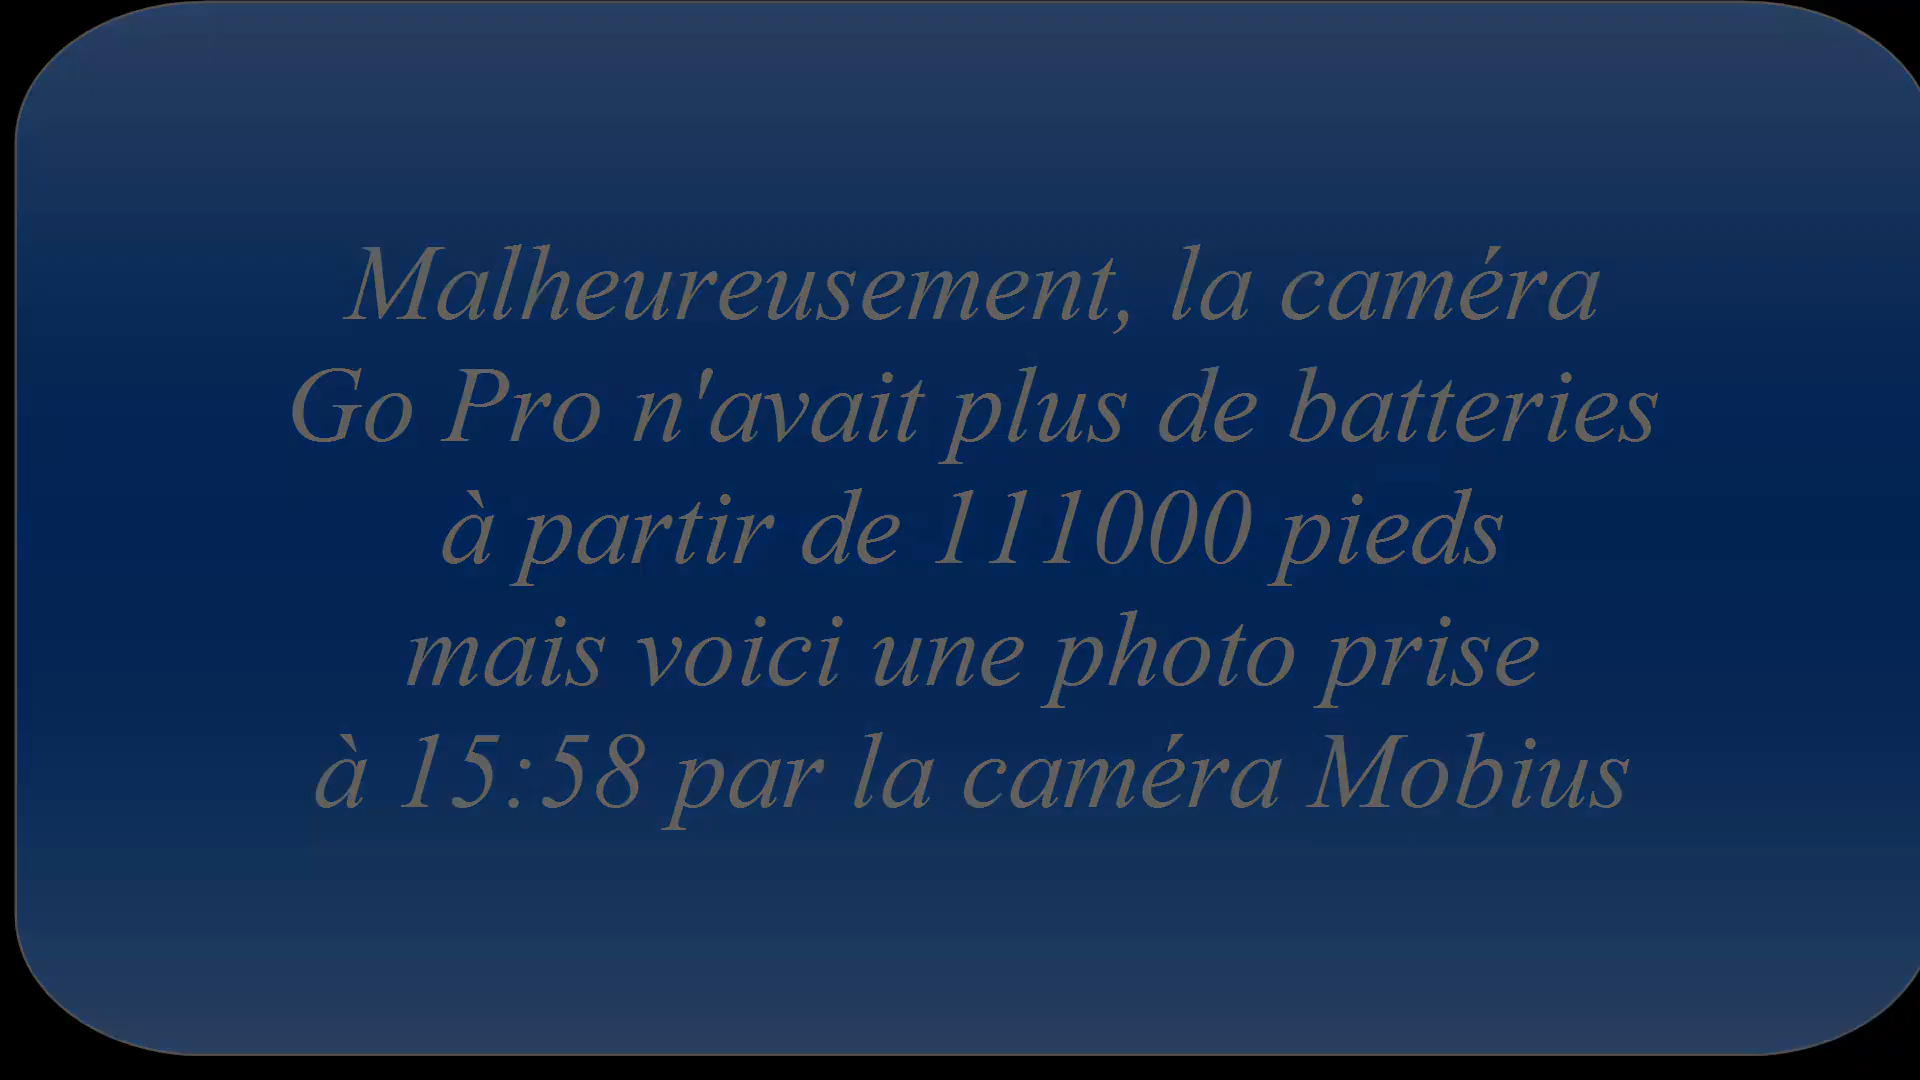 Malheureusement, la caméra
Go Pro n'avait plus de batteries
à partir de 111000 pieds
mais voici une photo prise
à 15:58 par la caméra Mobius